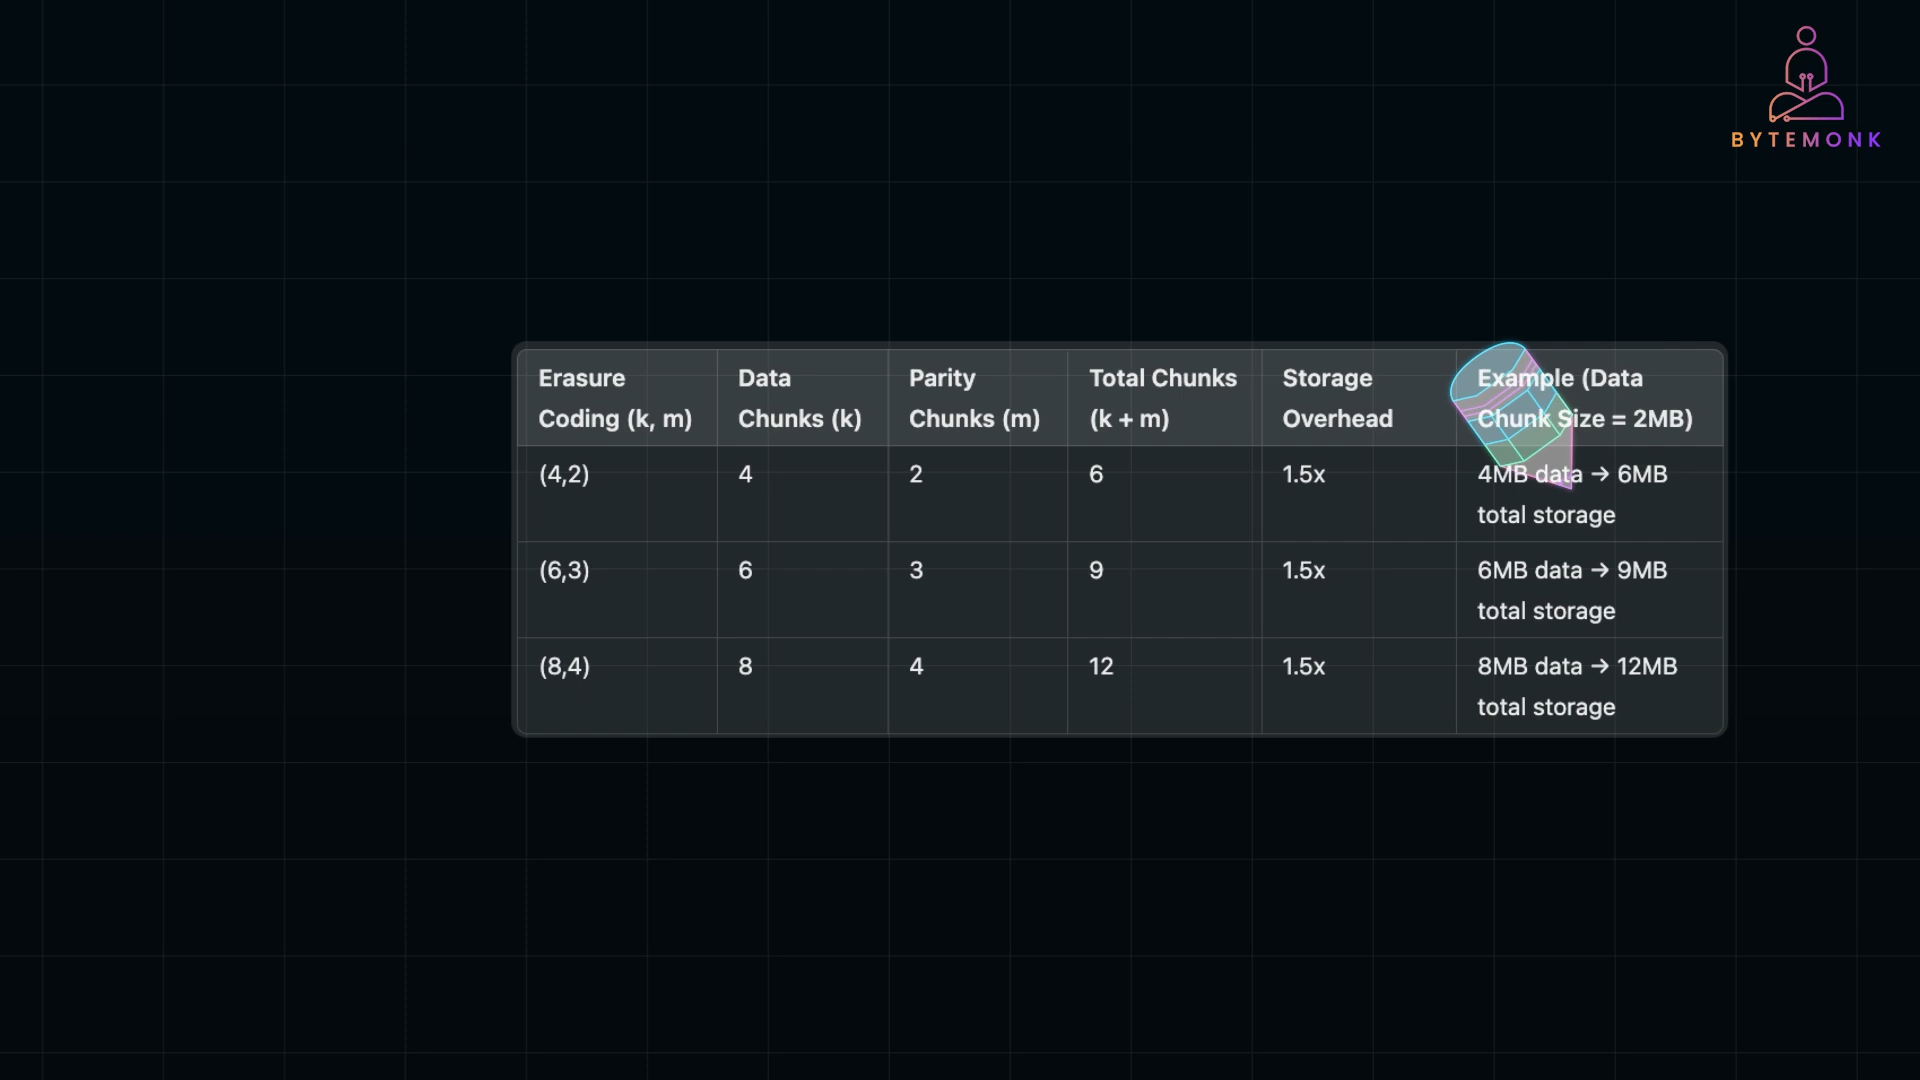 BYTEMONK
Erasure Coding (k, m) | Data Chunks (k) | Parity Chunks (m) | Total Chunks (k + m) | Storage Overhead | Example (Data Chunk Size = 2MB)
(4,2) | 4 | 2 | 6 | 1.5x | 4MB data → 6MB total storage
(6,3) | 6 | 3 | 9 | 1.5x | 6MB data → 9MB total storage
(8,4) | 8 | 4 | 12 | 1.5x | 8MB data → 12MB total storage